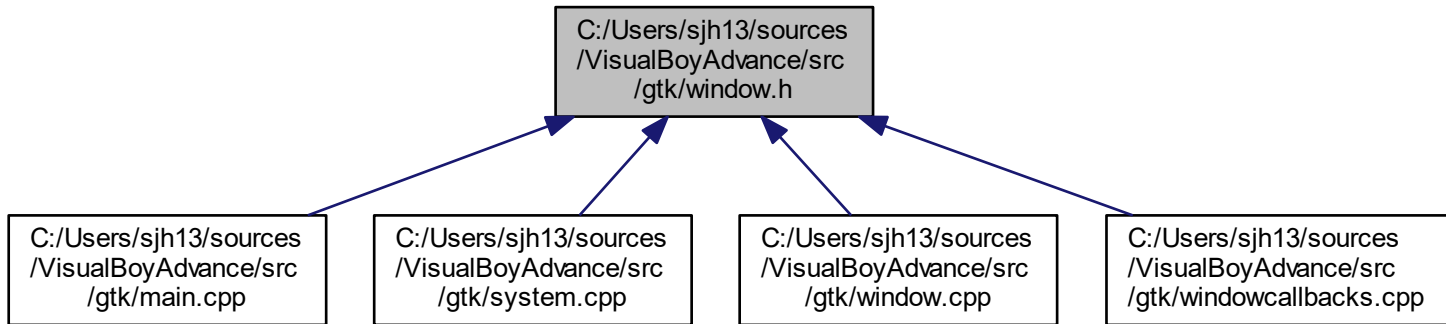 C:/Users/sjh13/sources
/VisualBoyAdvance/src
/gtk/window.h
C:/Users/sjh13/sources
/VisualBoyAdvance/src
/gtk/main.cpp
C:/Users/sjh13/sources
/VisualBoyAdvance/src
/gtk/system.cpp
C:/Users/sjh13/sources
/VisualBoyAdvance/src
/gtk/window.cpp
C:/Users/sjh13/sources
/VisualBoyAdvance/src
/gtk/windowcallbacks.cpp